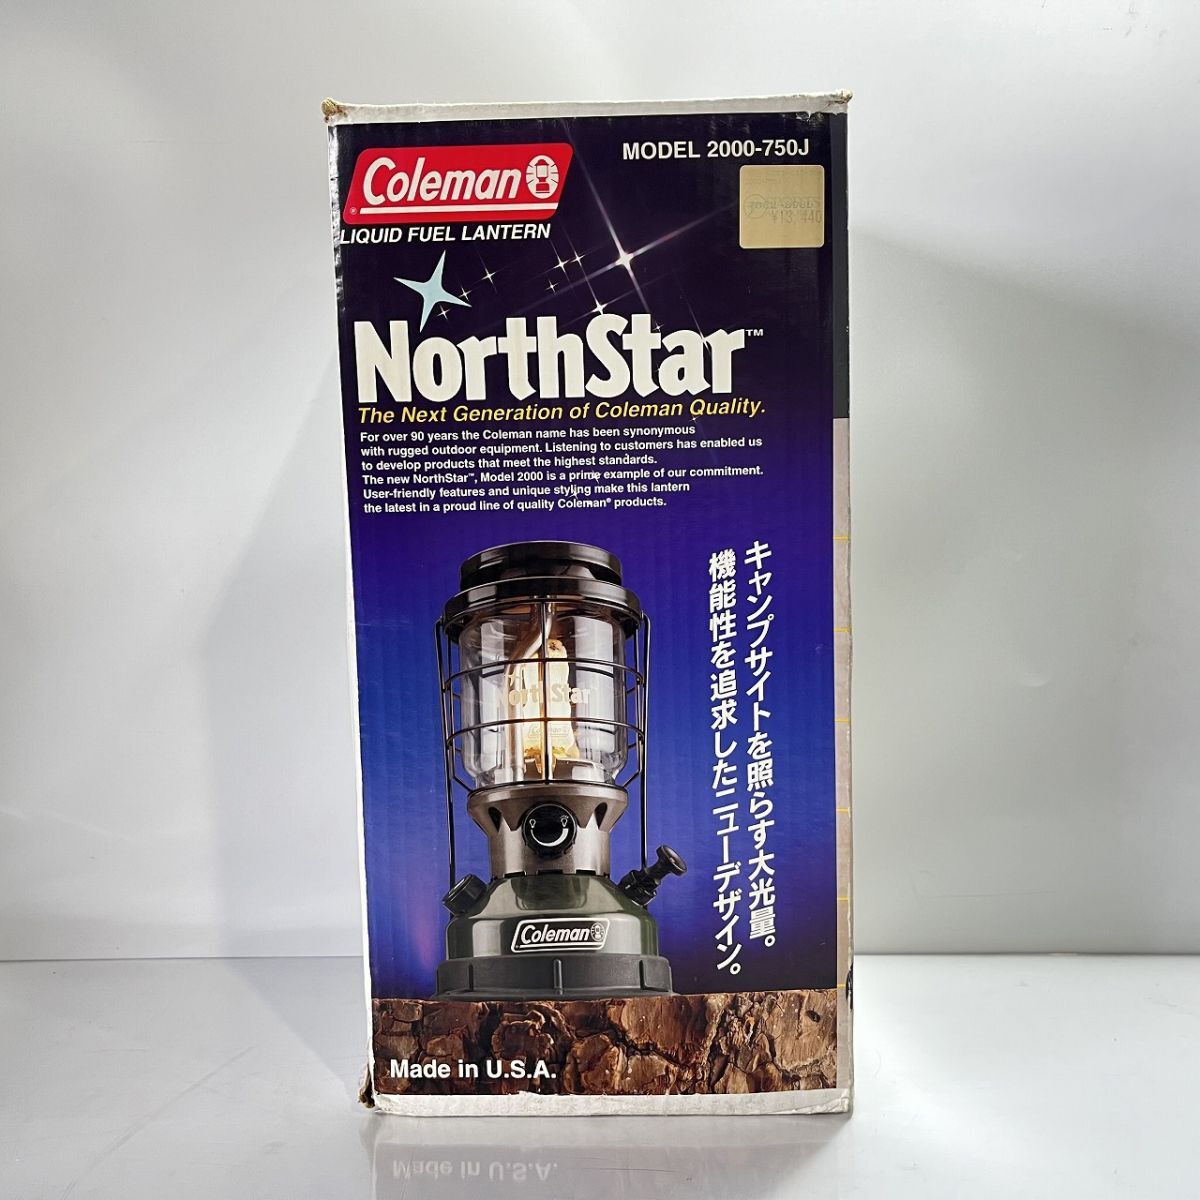 MODEL 2000-750J
Coleman
LIQUID FUEL LANTERN
¥13,440
NorthStar™
The Next Generation of Coleman Quality.
For over 90 years the Coleman name has been synonymous
with rugged outdoor equipment. Listening to customers has enabled us
to develop products that meet the highest standards.
The new NorthStar™, Model 2000 is a prime example of our commitment.
User-friendly features and unique styling make this lantern
the latest in a proud line of quality Coleman® products.
キャンプサイトを照らす大光量。
機能性を追求したニューデザイン。
NorthStar
Coleman
Coleman
Made in U.S.A.
Made in U.S.A.